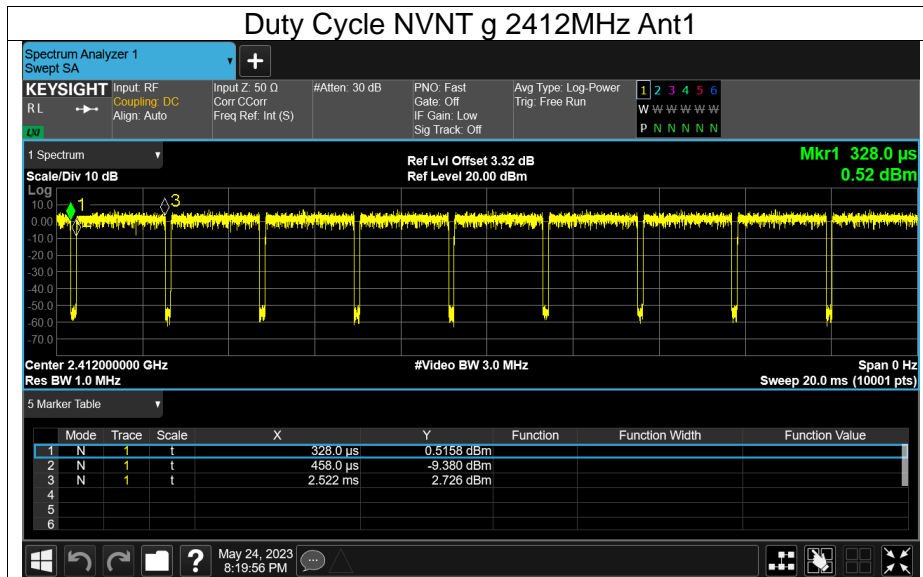 Duty Cycle NVNT g 2412MHz Ant1
Spectrum Analyzer 1
Swept SA
+
KEYSIGHT Input: RF Input Z: 50 Ω #Atten: 30 dB PNO: Fast Avg Type: Log-Power 1 2 3 4 5 6
RL Coupling: DC Corr CCorr Gate: Off Trig: Free Run W W W W W W
Align: Auto Freq Ref: Int (S) IF Gain: Low
LXI Sig Track: Off P N N N N N
1 Spectrum Ref Lvl Offset 3.32 dB Mkr1 328.0 µs
Scale/Div 10 dB Ref Level 20.00 dBm 0.52 dBm
Log
10.0 1 3
0.00
-10.0
-20.0
-30.0
-40.0
-50.0
-60.0
-70.0
Center 2.412000000 GHz #Video BW 3.0 MHz Span 0 Hz
Res BW 1.0 MHz Sweep 20.0 ms (10001 pts)
5 Marker Table
Mode Trace Scale X Y Function Function Width Function Value
1 N 1 t 328.0 µs 0.5158 dBm
2 N 1 t 458.0 µs -9.380 dBm
3 N 1 t 2.522 ms 2.726 dBm
4
5
6
? May 24, 2023
8:19:56 PM